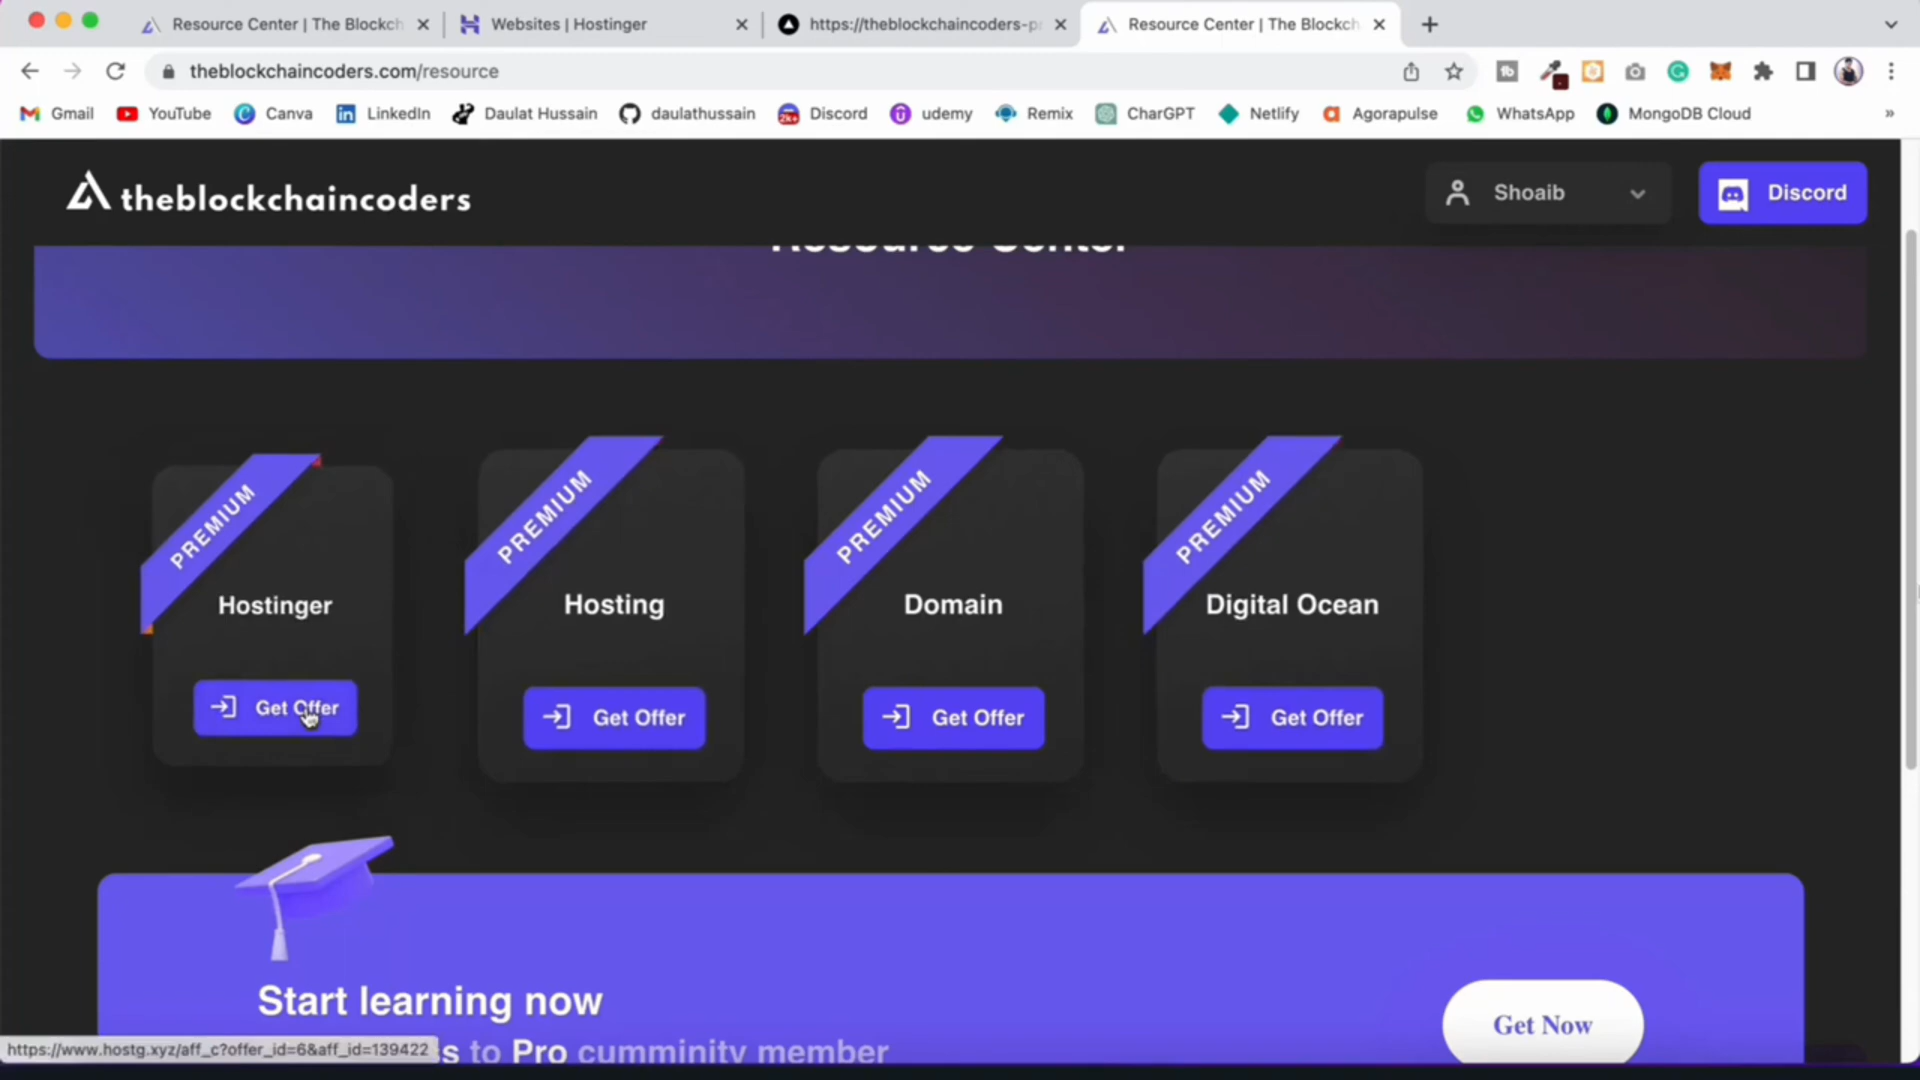 Resource Center | The Blockch
Websites | Hostinger
https://theblockchaincoders-p
Resource Center | The Blockch
theblockchaincoders.com/resource
Gmail
YouTube
Canva
LinkedIn
Daulat Hussain
daulathussain
Discord
udemy
Remix
CharGPT
Netlify
Agorapulse
WhatsApp
MongoDB Cloud
»
theblockchaincoders
Shoaib
Discord
Resource Center
PREMIUM
Hostinger
Get Offer
PREMIUM
Hosting
Get Offer
PREMIUM
Domain
Get Offer
PREMIUM
Digital Ocean
Get Offer
Start learning now
s to Pro cumminity member
Get Now
https://www.hostg.xyz/aff_c?offer_id=6&aff_id=139422